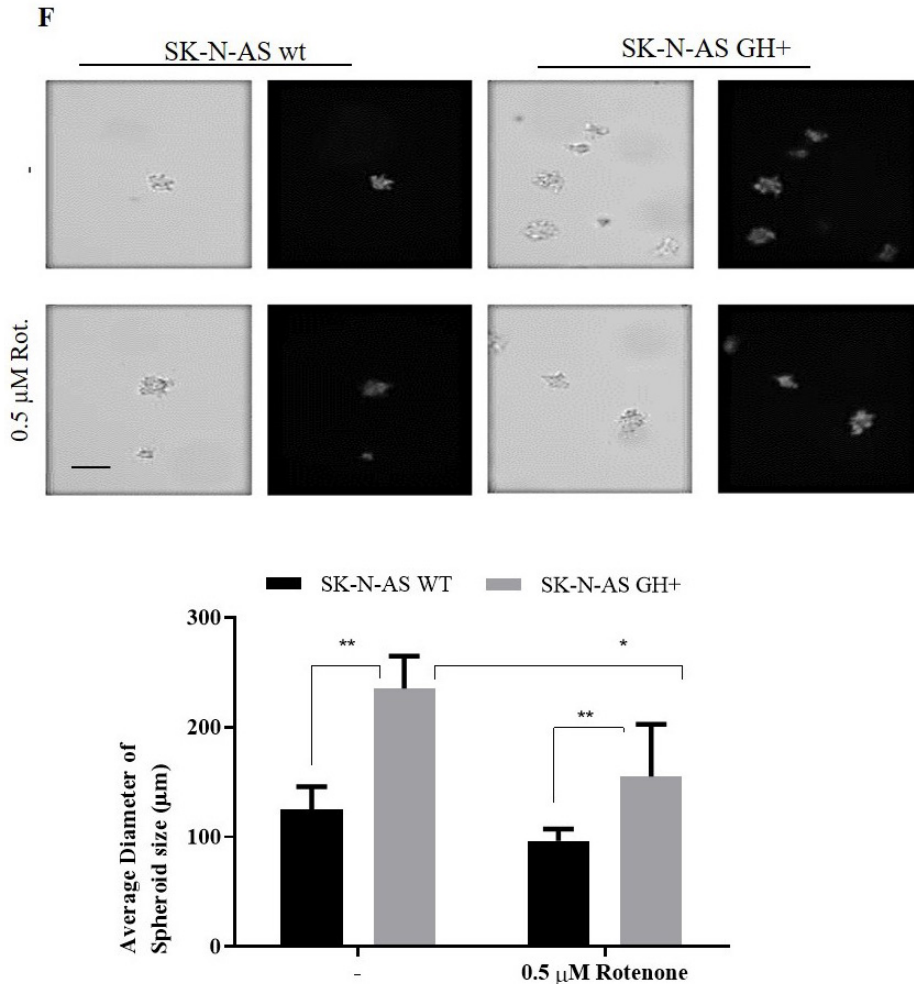 F
SK-N-AS wt
SK-N-AS GH+
-
0.5 µM Rot.
SK-N-AS WT
SK-N-AS GH+
Average Diameter of
Spheroid size (µm)
300
200
100
0
**
*
**
-
0.5 µM Rotenone